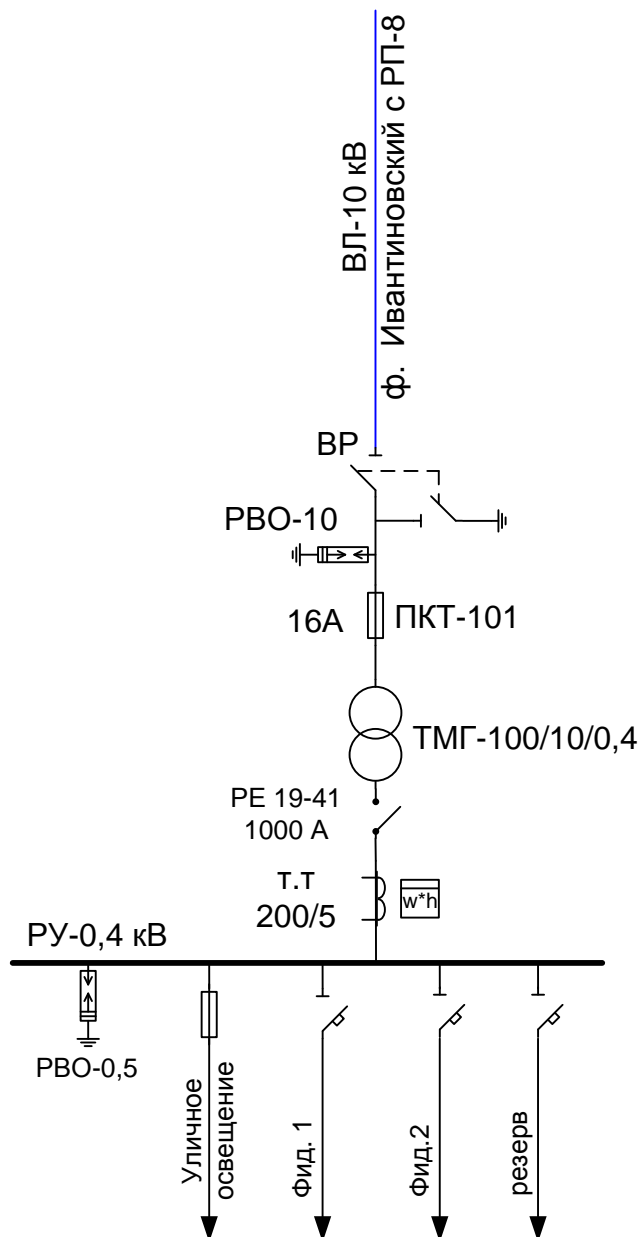 ВЛ-10 кВ
ф. Ивантиновский с РП-8
ВР
РВО-10
16А
ПКТ-101
ТМГ-100/10/0,4
РЕ 19-41
1000 А
т.т
200/5
w*h
РУ-0,4 кВ
РВО-0,5
Уличное
освещение
Фид. 1
Фид.2
резерв